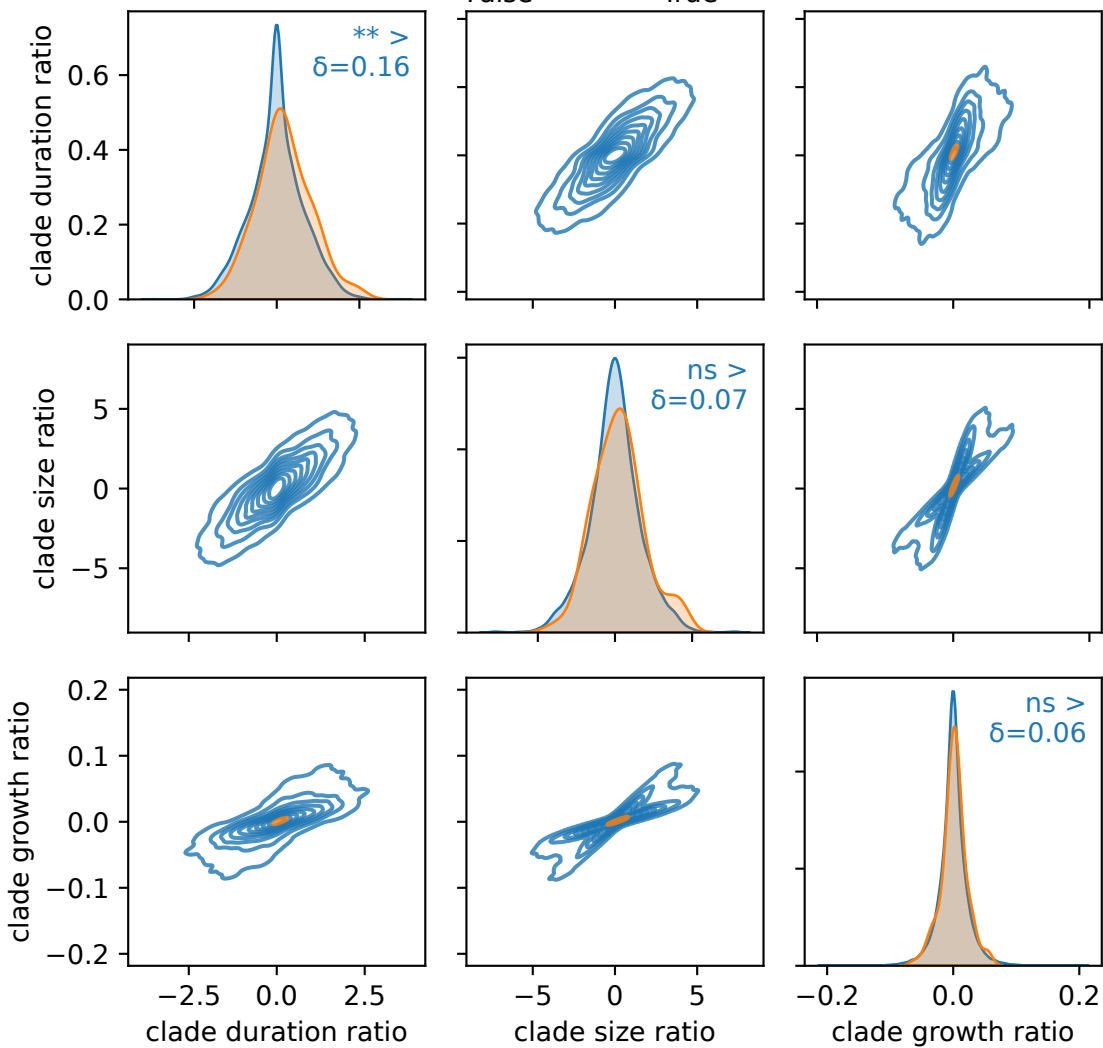 False True
clade duration ratio
0.6
0.4
0.2
0.0
** >
δ=0.16
clade size ratio
5
0
−5
ns >
δ=0.07
clade growth ratio
0.2
0.1
0.0
−0.1
−0.2
ns >
δ=0.06
−2.5 0.0 2.5
−5 0 5
−0.2 0.0 0.2
clade duration ratio
clade size ratio
clade growth ratio